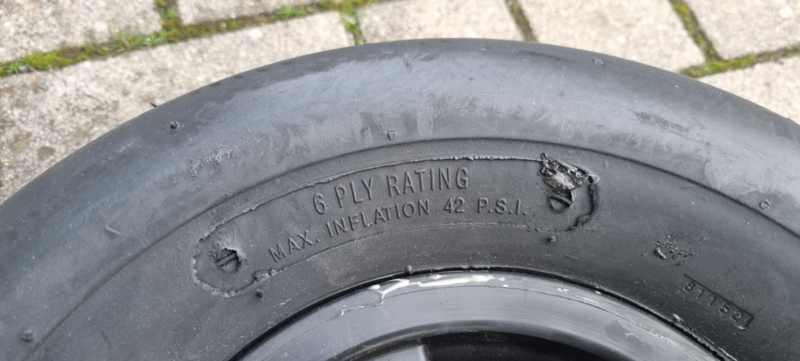 6 PLY RATING
MAX. INFLATION 42 P.S.I.